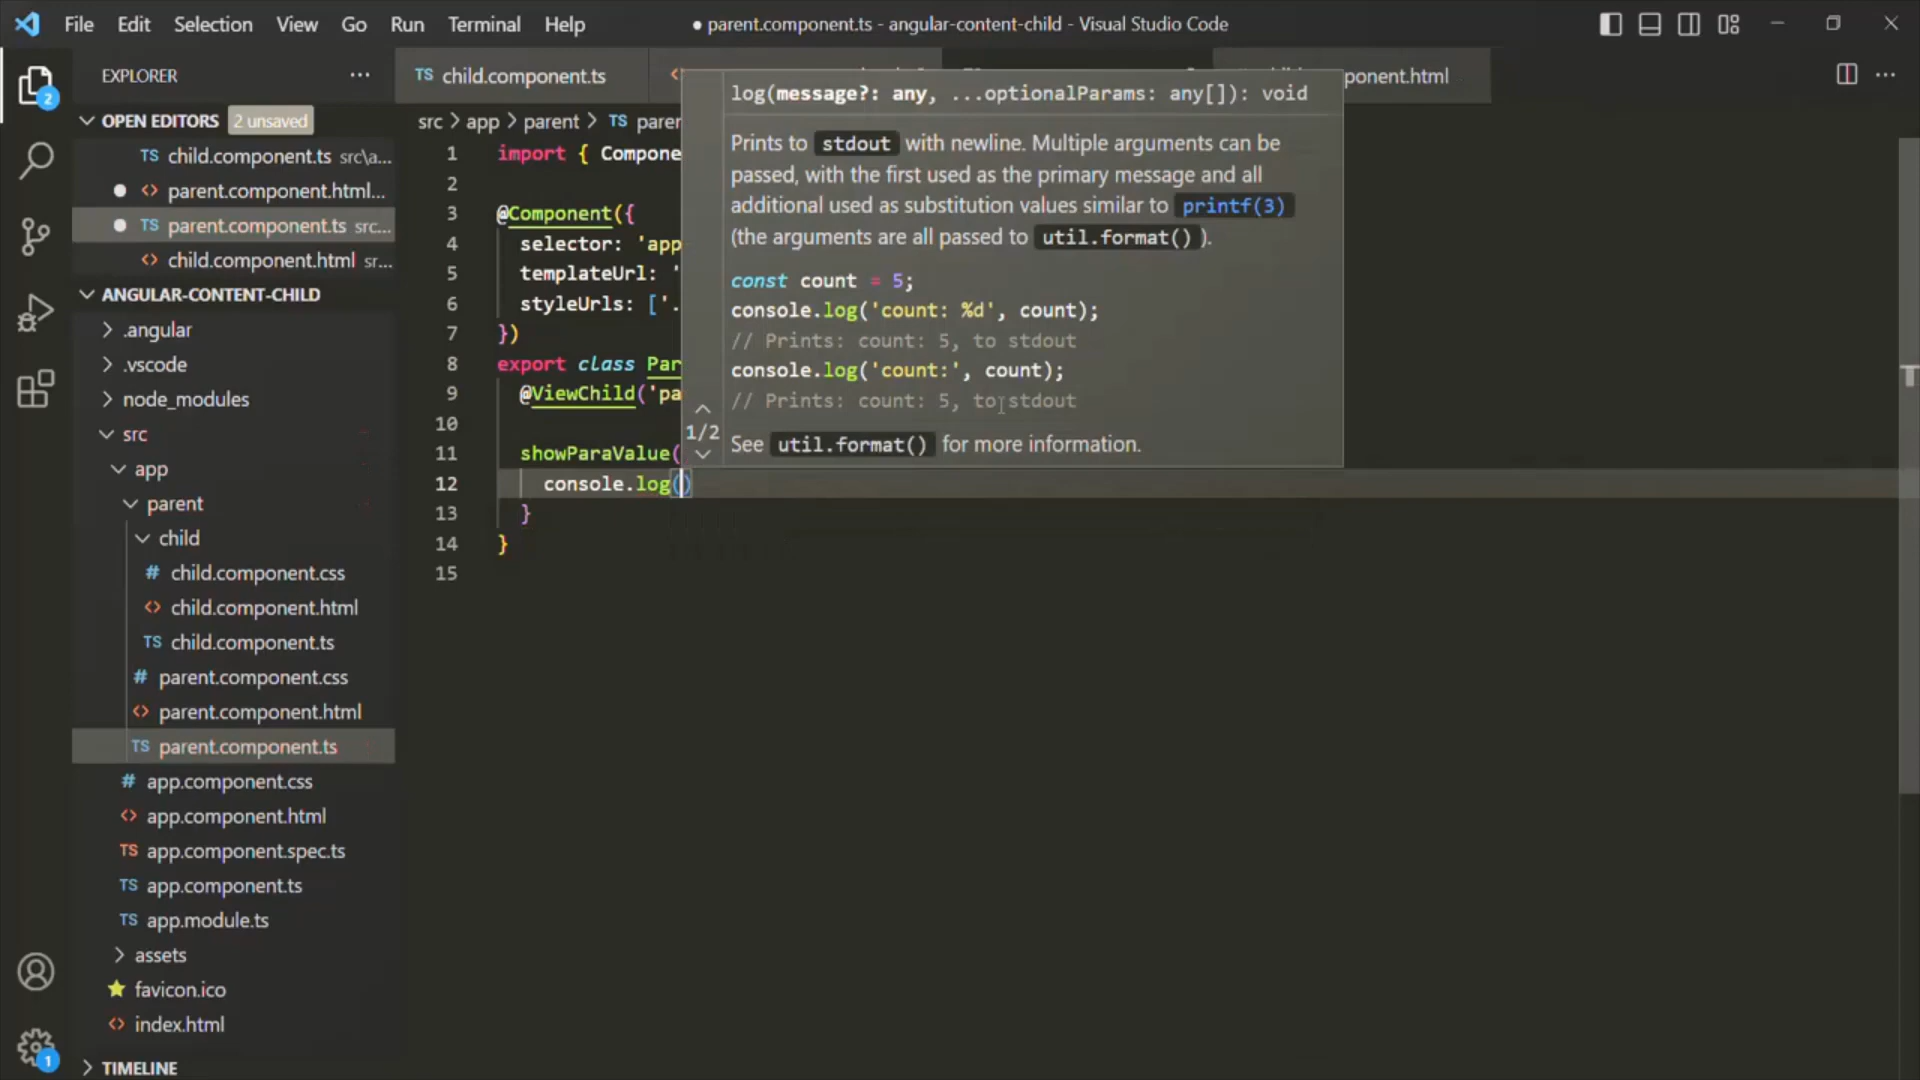 File Edit Selection View Go Run Terminal Help
● parent.component.ts - angular-content-child - Visual Studio Code
EXPLORER
OPEN EDITORS 2 unsaved
TS child.component.ts src\a...
● <> parent.component.html...
● TS parent.component.ts src...
<> child.component.html sr...
ANGULAR-CONTENT-CHILD
.angular
.vscode
node_modules
src
app
parent
child
# child.component.css
<> child.component.html
TS child.component.ts
# parent.component.css
<> parent.component.html
TS parent.component.ts
# app.component.css
<> app.component.html
TS app.component.spec.ts
TS app.component.ts
TS app.module.ts
assets
favicon.ico
<> index.html
TIMELINE
2
1
TS child.component.ts
ponent.html
src > app > parent > TS paren
1 import { Compone
2
3 @Component({
4 selector: 'app
5 templateUrl: '
6 styleUrls: ['.
7 })
8 export class Par
9 @ViewChild('pa
10
11 showParaValue(
12 console.log()
13 }
14 }
15
log(message?: any, ...optionalParams: any[]): void
Prints to stdout with newline. Multiple arguments can be
passed, with the first used as the primary message and all
additional used as substitution values similar to printf(3)
(the arguments are all passed to util.format() ).
const count = 5;
console.log('count: %d', count);
// Prints: count: 5, to stdout
console.log('count:', count);
// Prints: count: 5, to stdout
1/2
See util.format() for more information.